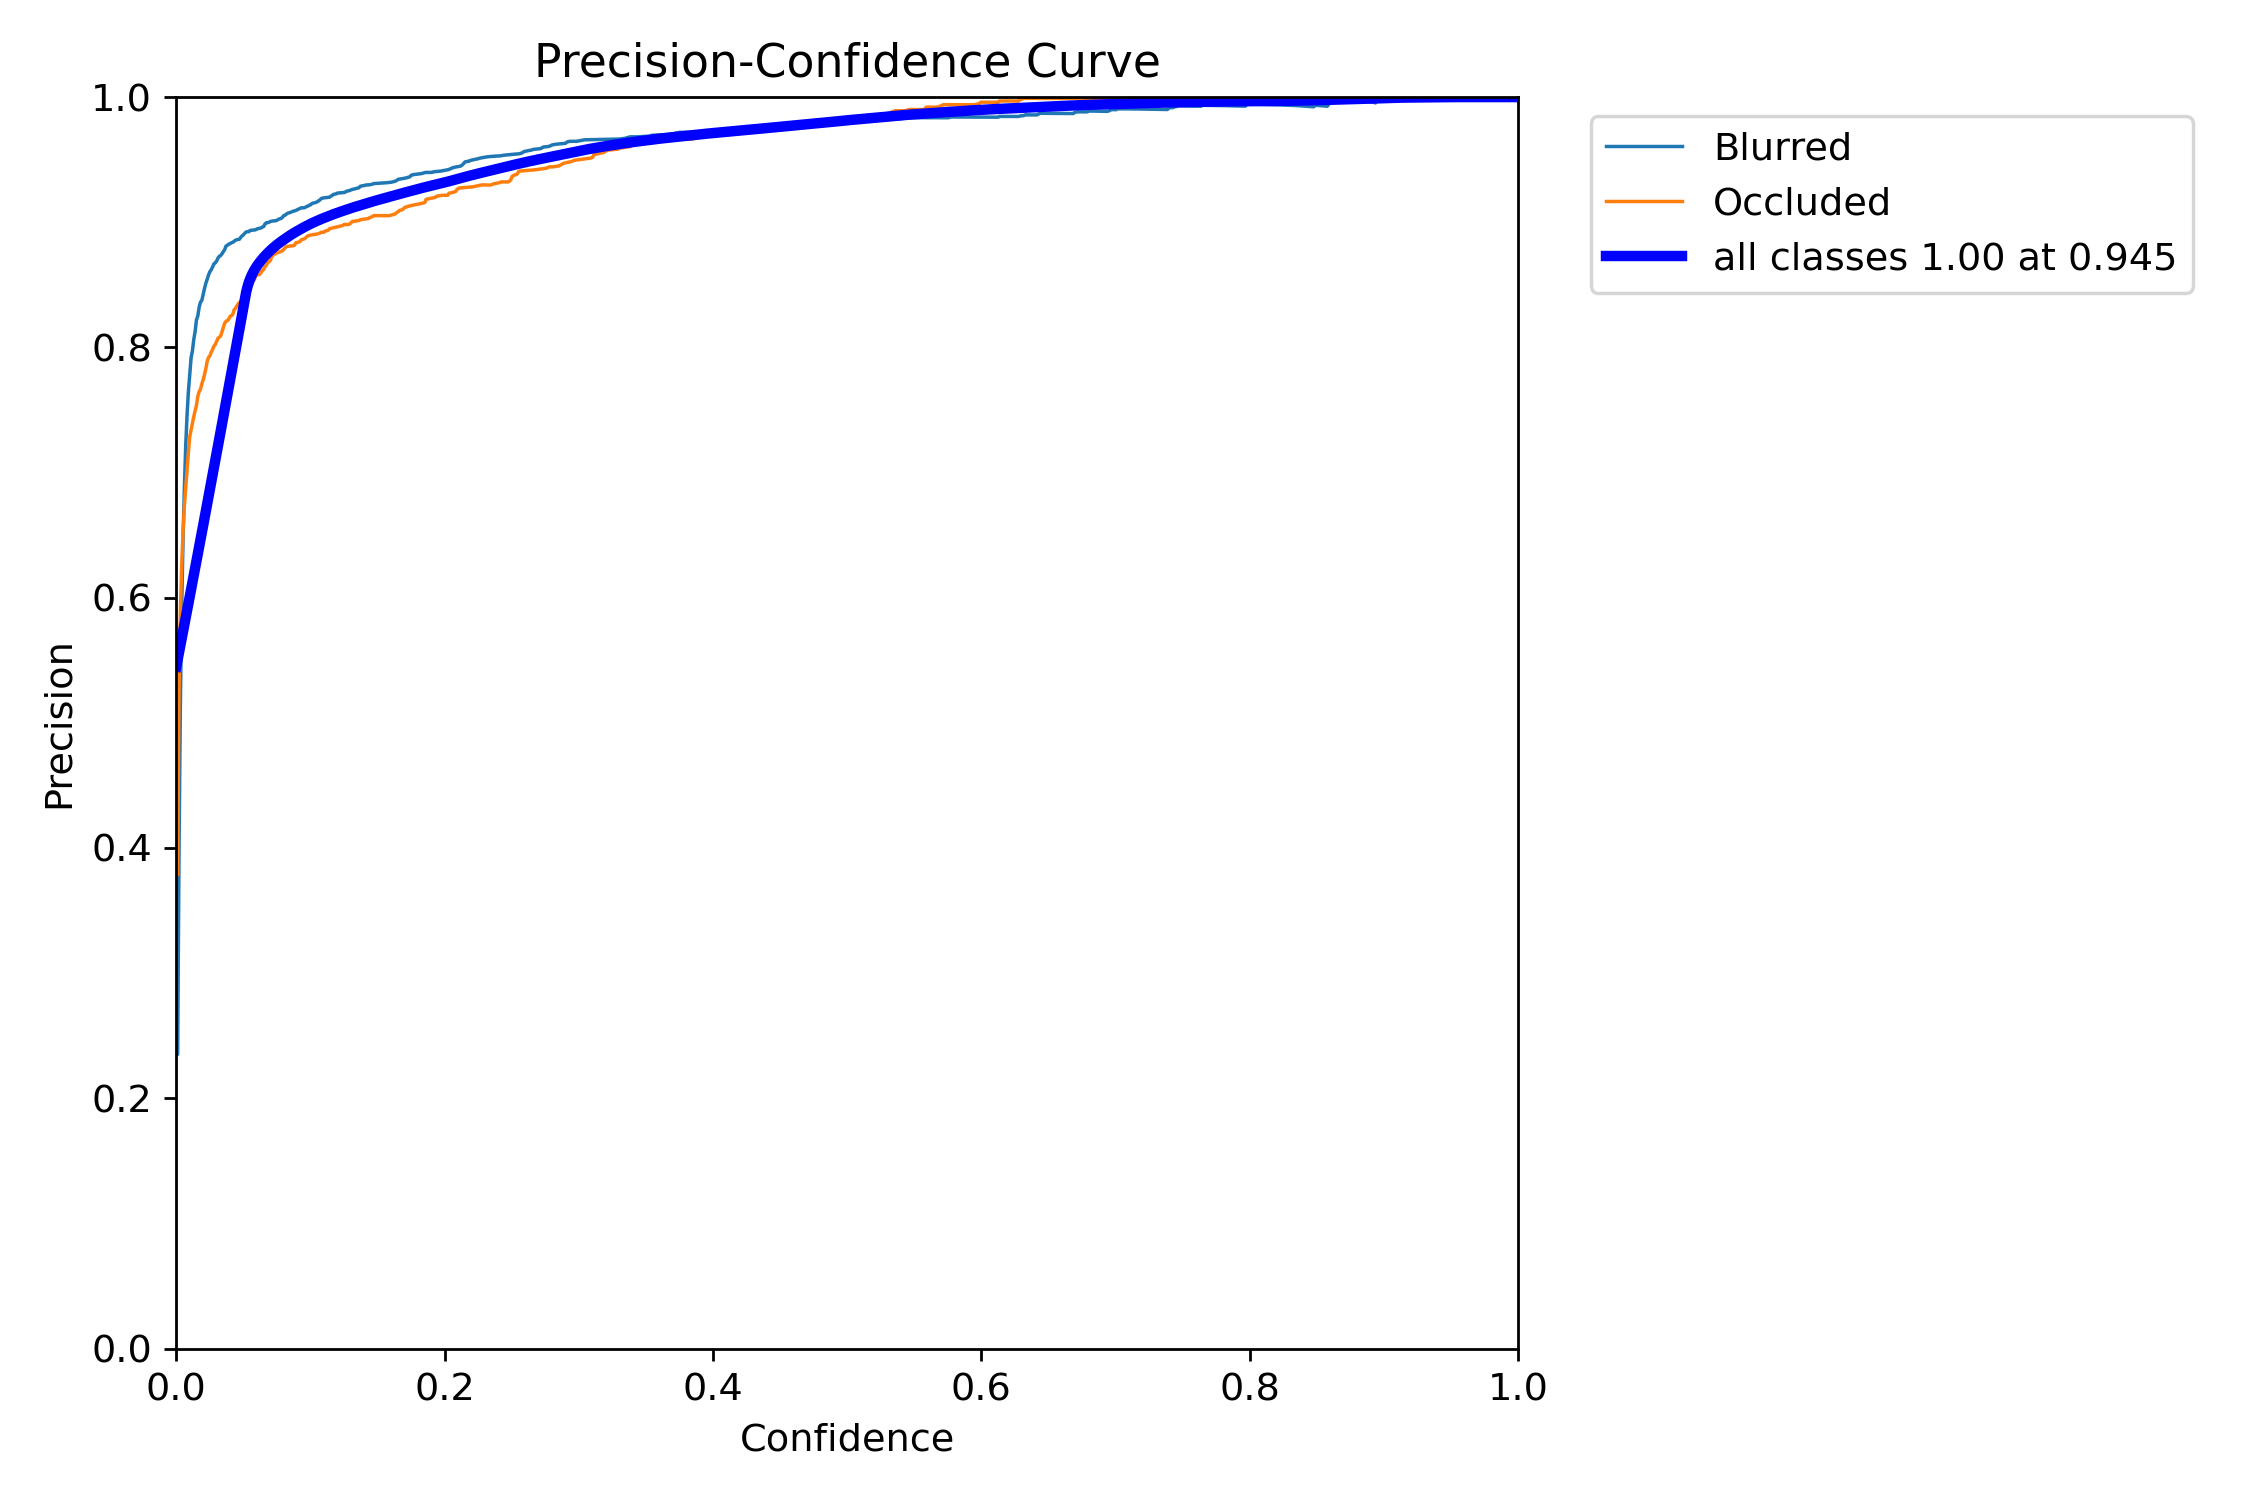 Precision-Confidence Curve
1.0
0.8
0.6
0.4
0.2
0.0
Precision
0.0 0.2 0.4 0.6 0.8 1.0
Confidence
Blurred
Occluded
all classes 1.00 at 0.945